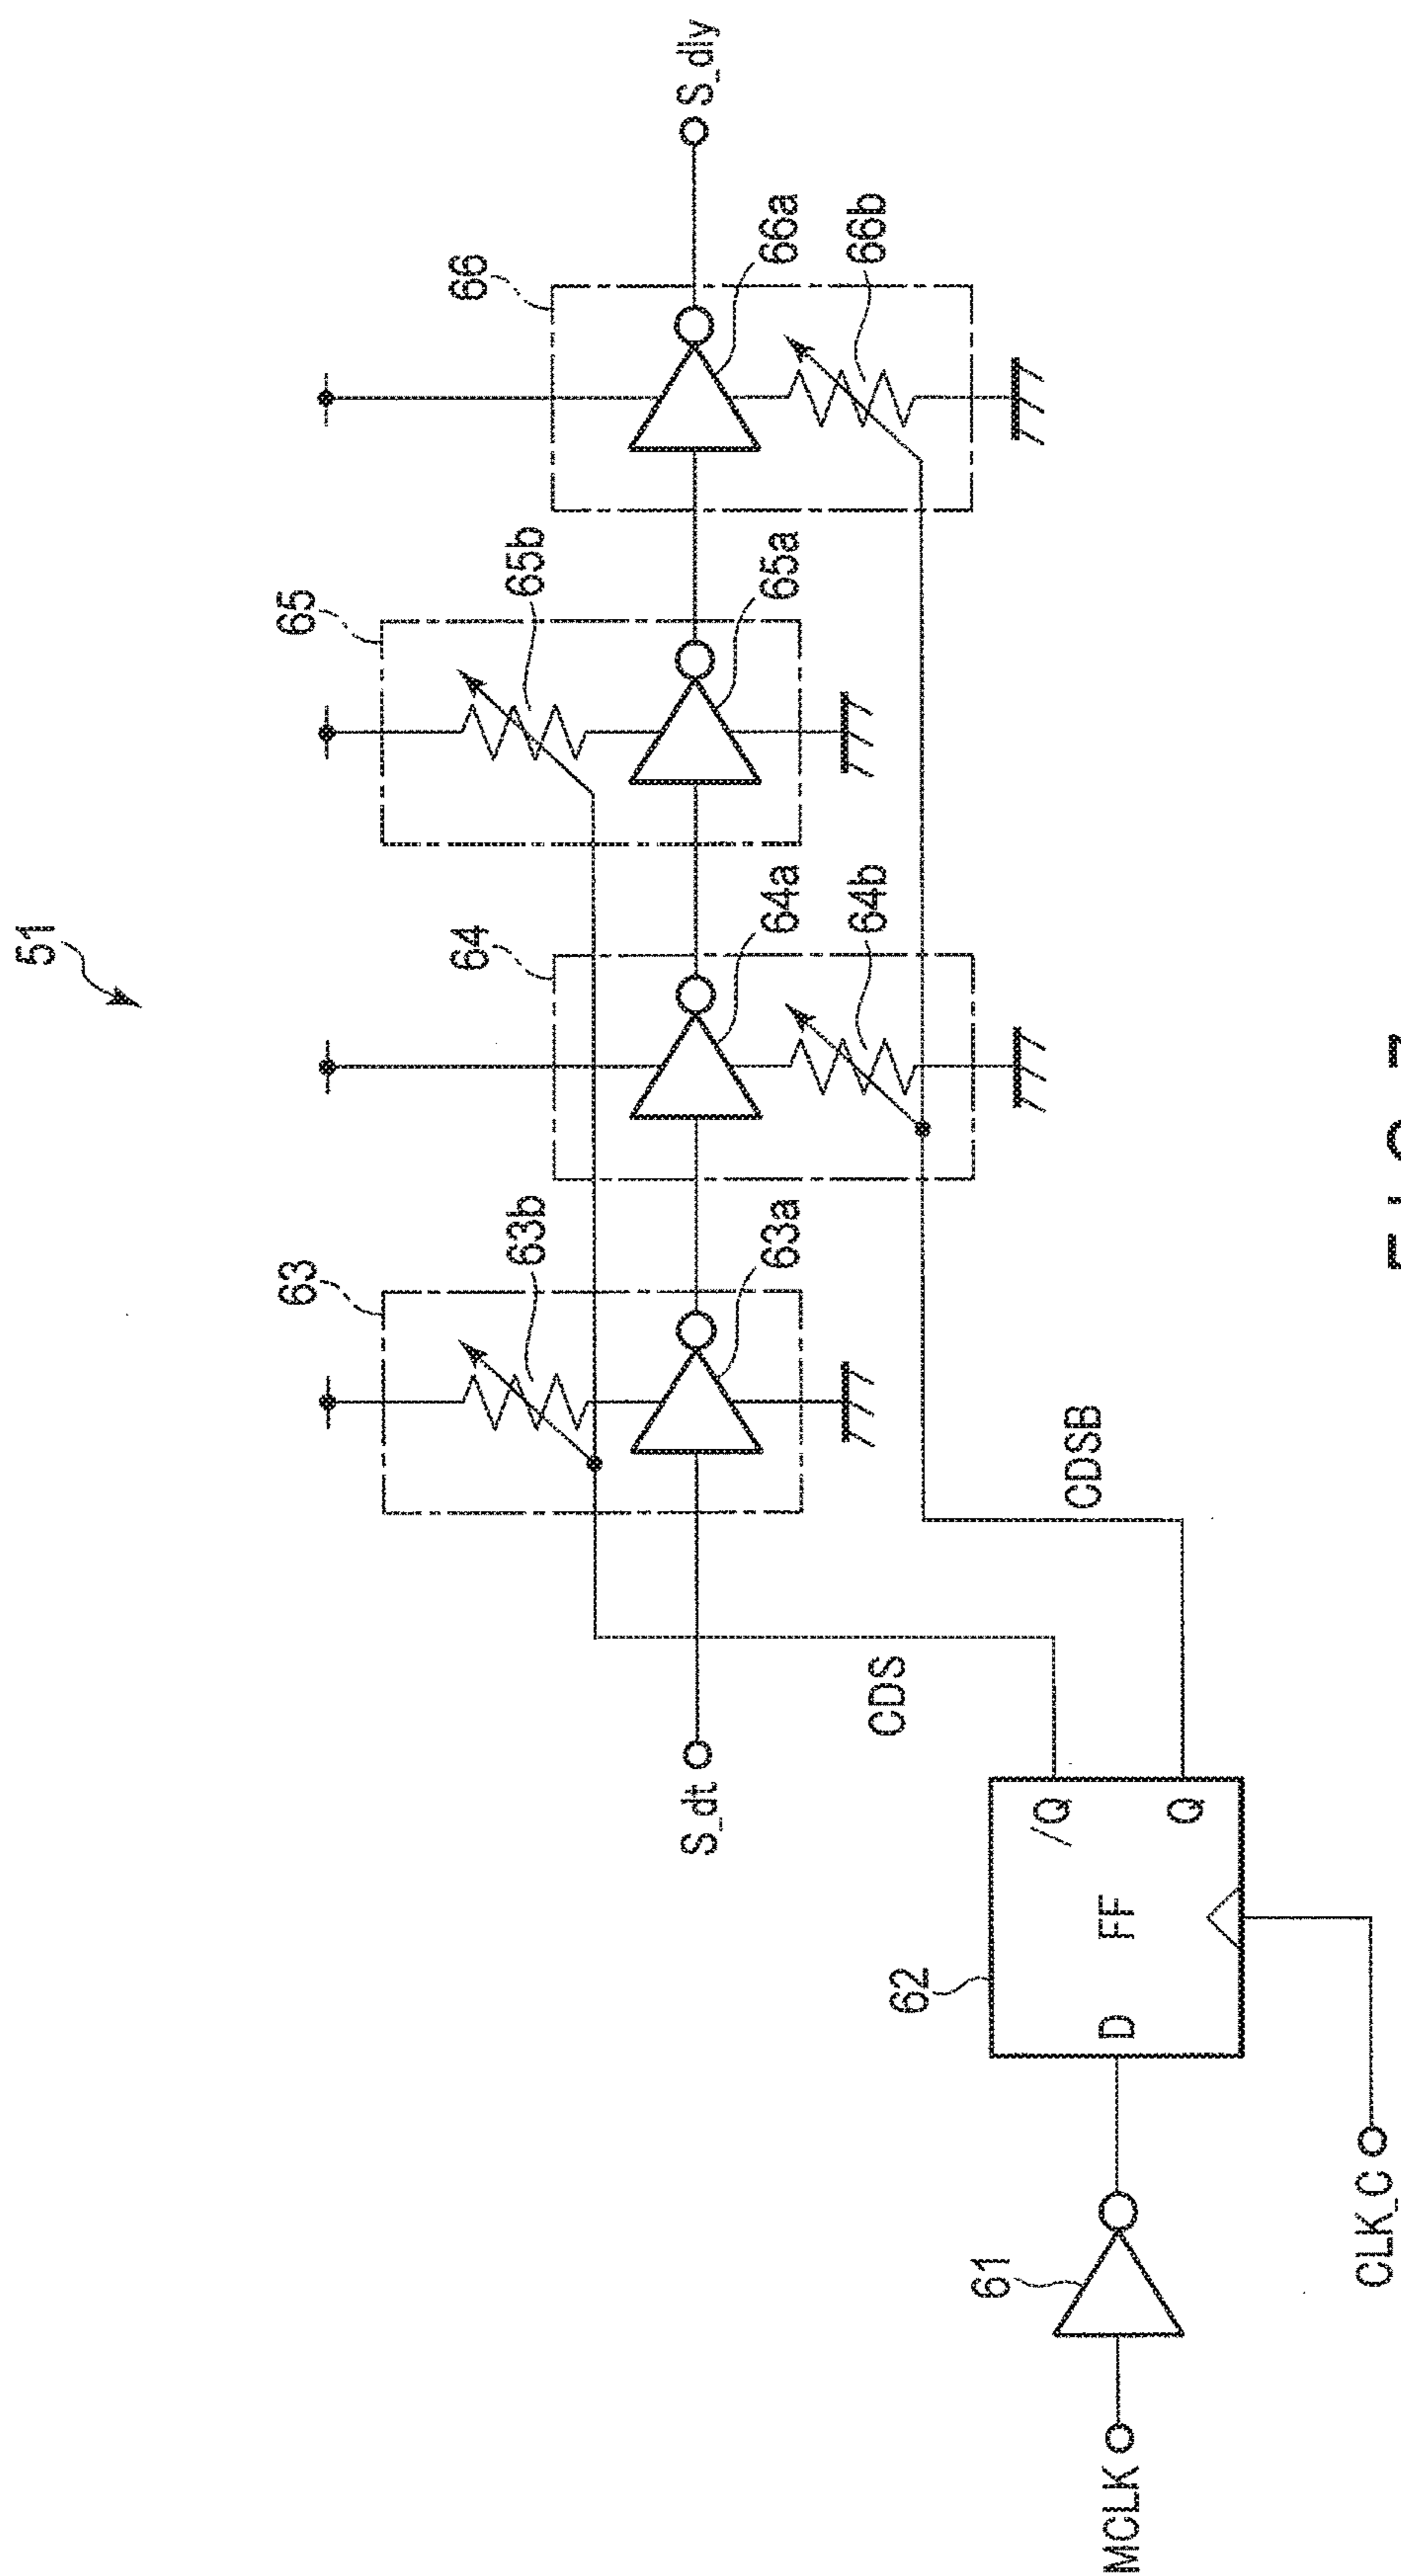 51
63
63b
63a
64
64a
64b
65
65b
65a
66
66a
66b
S_dt
S_dly
CDS
CDSB
62
D
FF
/Q
Q
61
MCLK
CLK_C